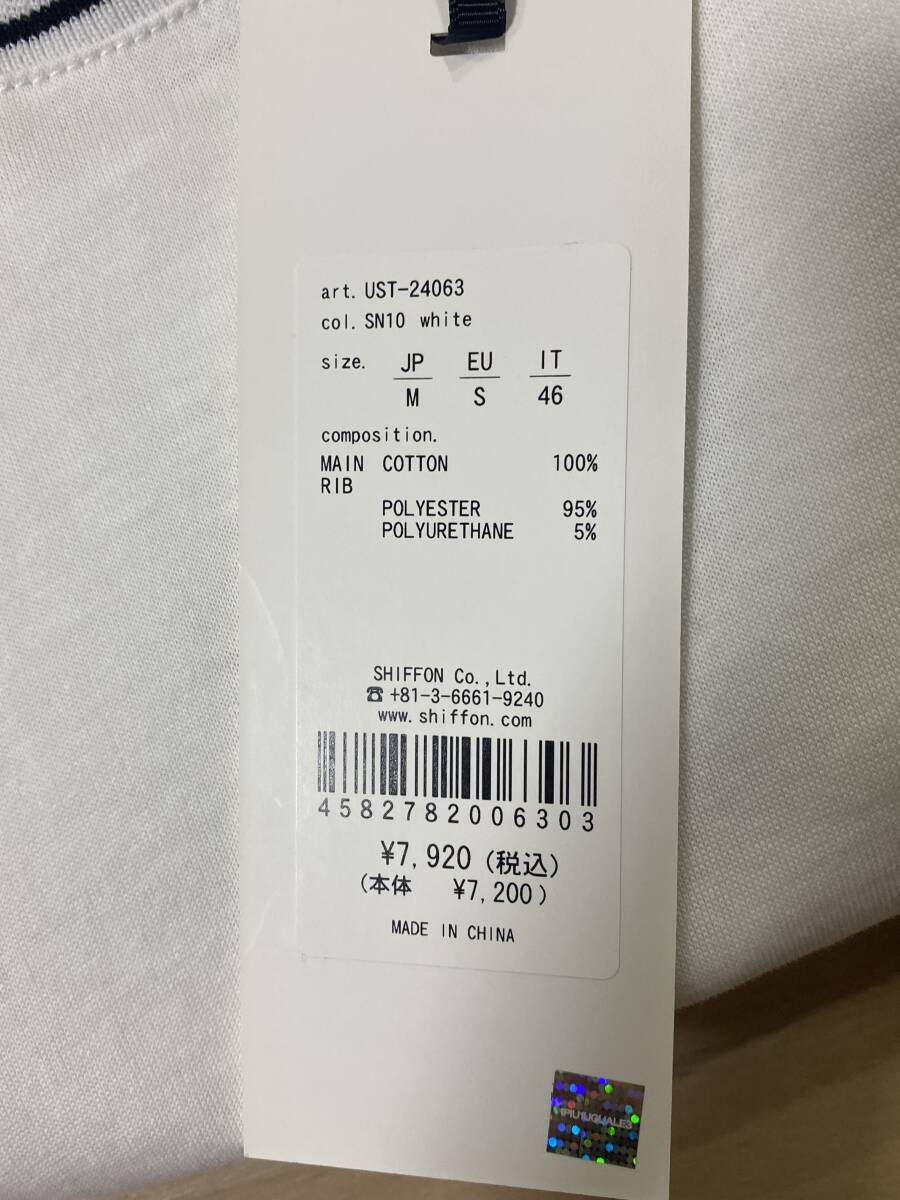 art. UST-24063
col. SN10 white
size. JP EU IT
M S 46
composition.
MAIN COTTON 100%
RIB
POLYESTER 95%
POLYURETHANE 5%
SHIFFON Co.,Ltd.
☎ +81-3-6661-9240
www.shiffon.com
4582782006303
¥7,920 (税込)
(本体 ¥7,200)
MADE IN CHINA
1PIU1UGUALE3